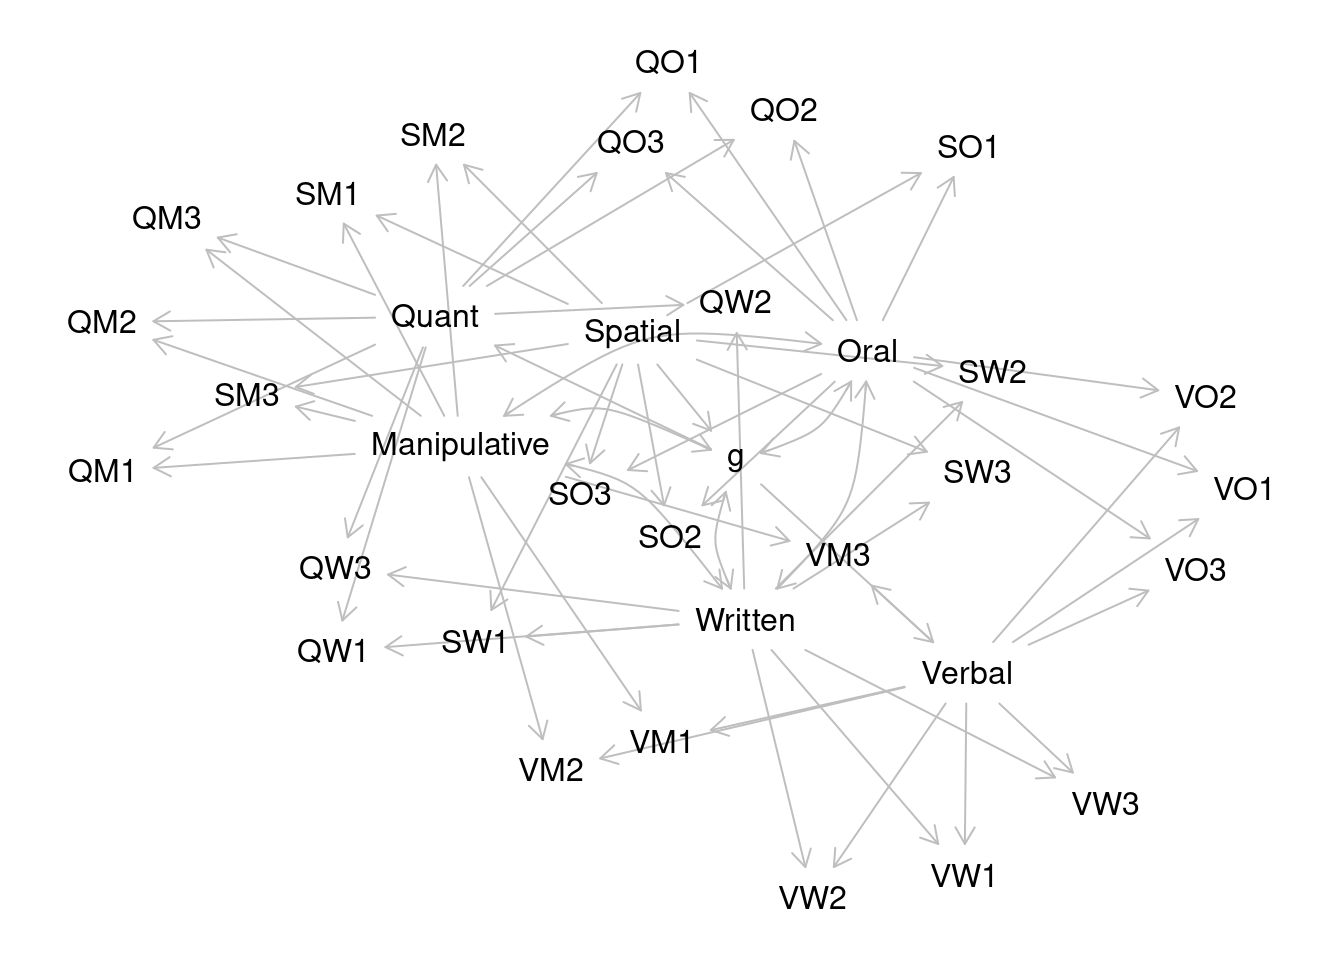 QO1
QO2
SM2
QO3
SO1
SM1
QM3
QW2
Quant
QM2
Spatial
Oral
SW2
SM3
VO2
Manipulative
g
QM1
SW3
SO3
VO1
SO2
VM3
QW3
VO3
Written
SW1
QW1
Verbal
VM1
VM2
VW3
VW1
VW2